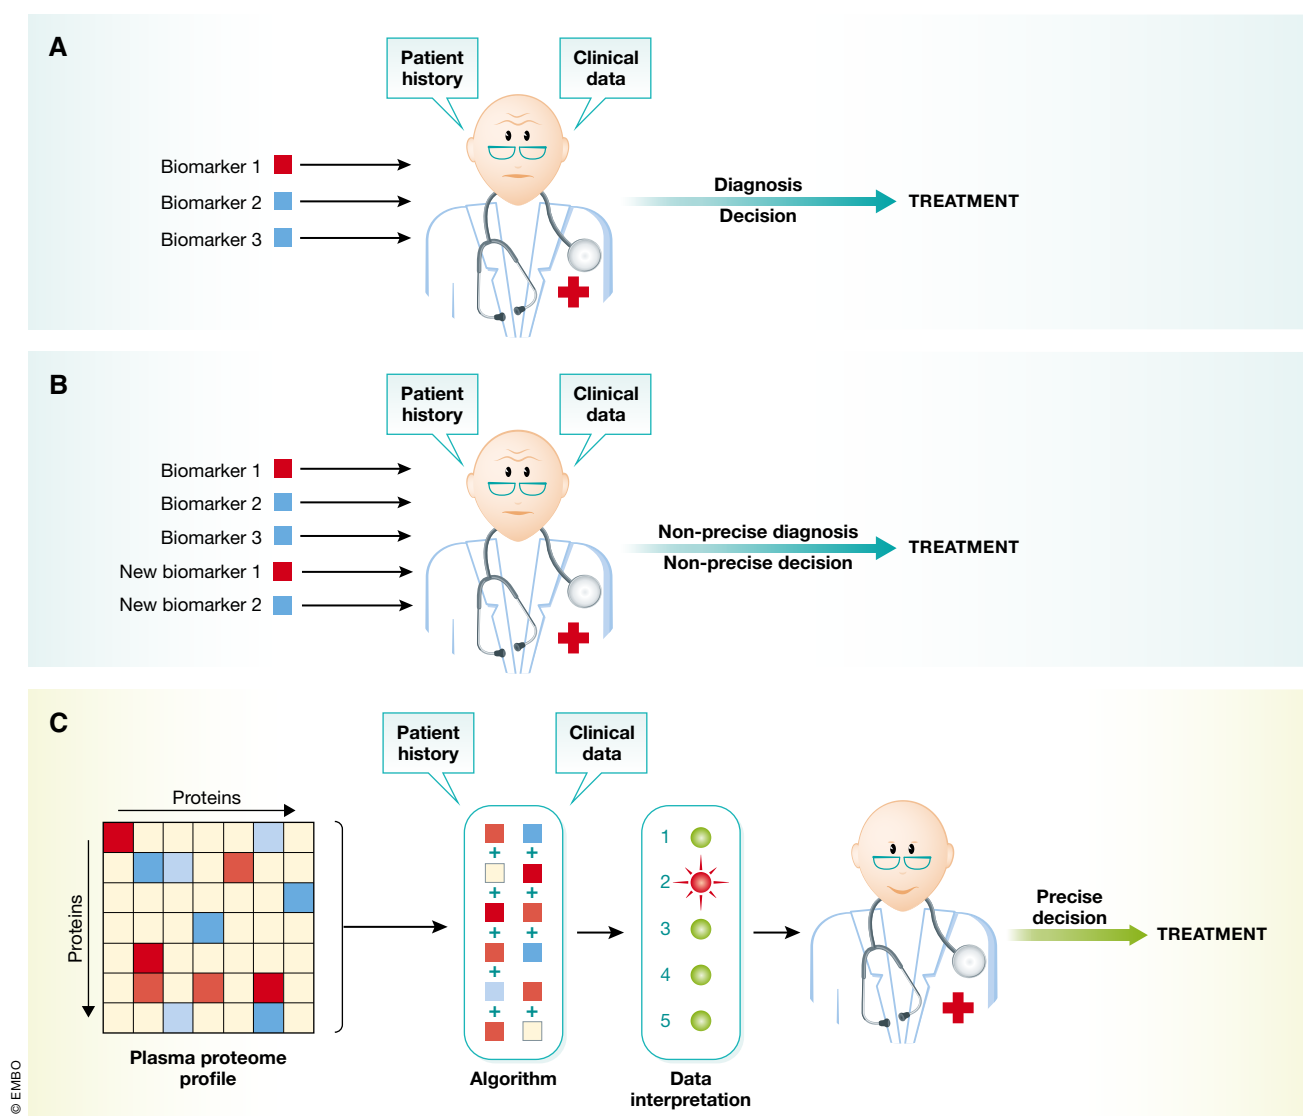 A
Patient
history
Clinical
data
Biomarker 1
Biomarker 2
Biomarker 3
Diagnosis
Decision
TREATMENT
B
Patient
history
Clinical
data
Biomarker 1
Biomarker 2
Biomarker 3
New biomarker 1
New biomarker 2
Non-precise diagnosis
Non-precise decision
TREATMENT
C
Patient
history
Clinical
data
Proteins
Proteins
Plasma proteome
profile
+ +
+ +
+ +
+
+ +
Algorithm
1
2
3
4
5
Data
interpretation
Precise
decision
TREATMENT
© EMBO